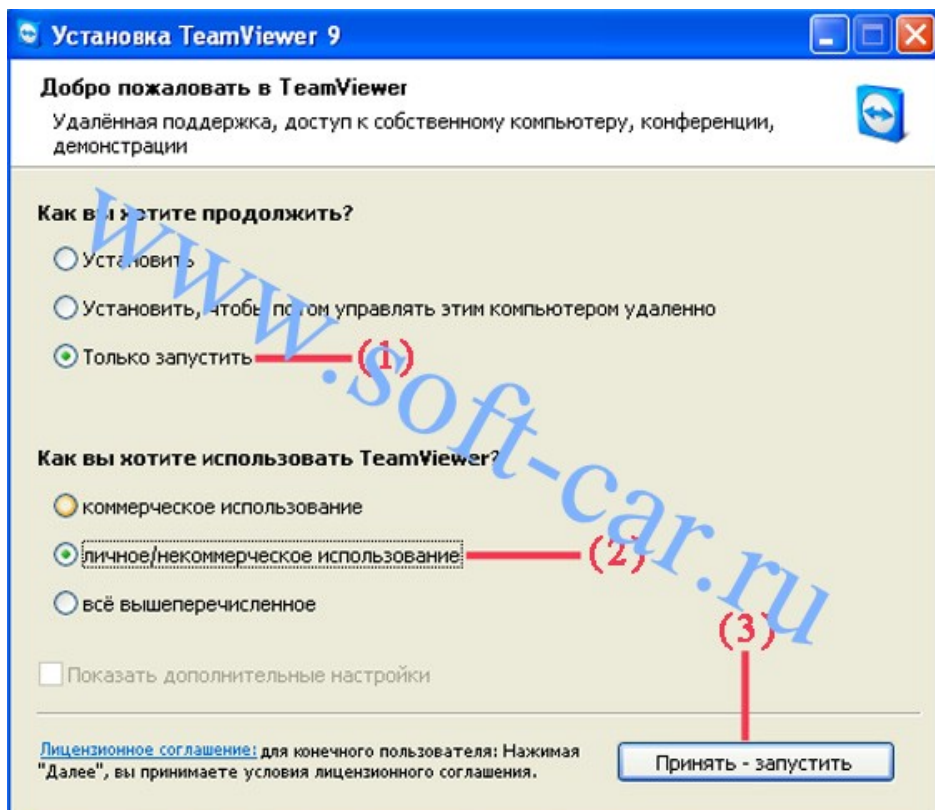 Установка TeamViewer 9
Добро пожаловать в TeamViewer
Удалённая поддержка, доступ к собственному компьютеру, конференции,
демонстрации
Как вы хотите продолжить?
Установить
Установить, чтобы потом управлять этим компьютером удаленно
Только запустить
(1)
Как вы хотите использовать TeamViewer?
коммерческое использование
личное/некоммерческое использование
(2)
всё вышеперечисленное
(3)
Показать дополнительные настройки
Лицензионное соглашение: для конечного пользователя: Нажимая
"Далее", вы принимаете условия лицензионного соглашения.
Принять - запустить
www.soft-car.ru